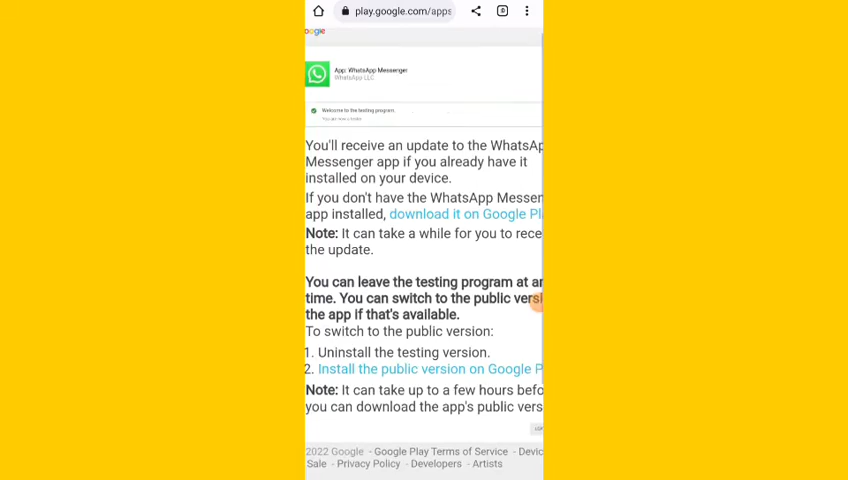 play.google.com/apps
0
oogle
App: WhatsApp Messenger
WhatsApp LLC
Welcome to the testing program.
You are now a tester.
You'll receive an update to the WhatsAp
Messenger app if you already have it
installed on your device.
If you don't have the WhatsApp Messen
app installed, download it on Google Pl
Note: It can take a while for you to rece
the update.
You can leave the testing program at an
time. You can switch to the public versi
the app if that's available.
To switch to the public version:
1. Uninstall the testing version.
2. Install the public version on Google P
Note: It can take up to a few hours befo
you can download the app's public vers
2022 Google - Google Play Terms of Service - Devic
Sale - Privacy Policy - Developers - Artists